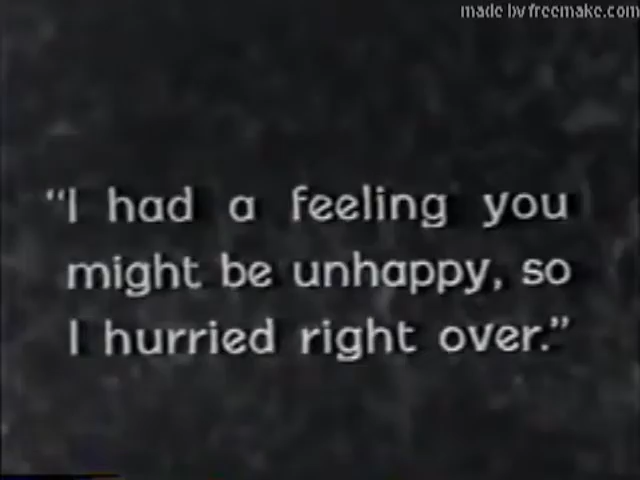 made by freemake.com
“I had a feeling you
might be unhappy, so
I hurried right over.”